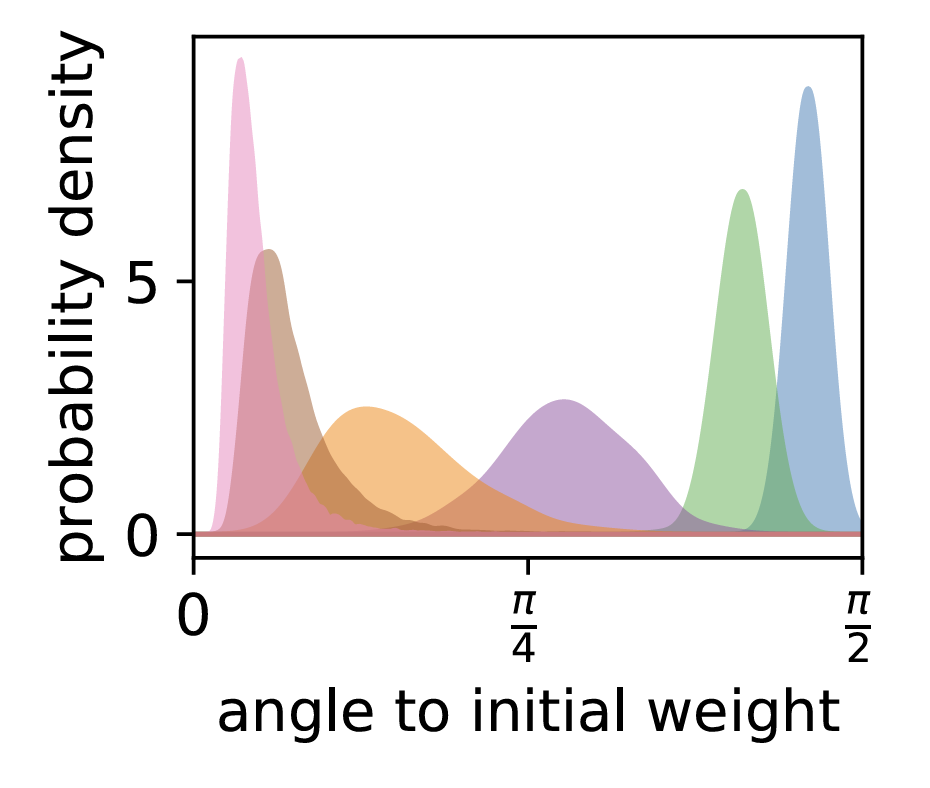 probability density
5
0
0
π
4
π
2
angle to initial weight